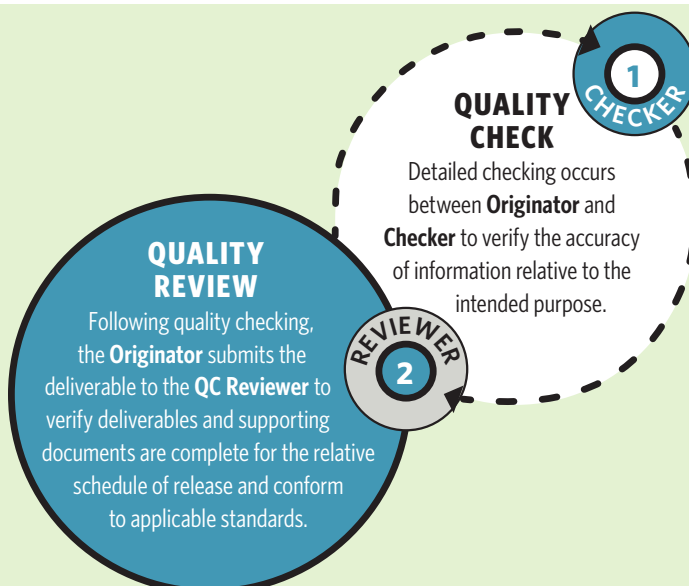 1
CHECKER
QUALITY
CHECK
Detailed checking occurs
between Originator and
Checker to verify the accuracy
of information relative to the
intended purpose.
QUALITY
REVIEW
Following quality checking,
the Originator submits the
deliverable to the QC Reviewer to
verify deliverables and supporting
documents are complete for the relative
schedule of release and conform
to applicable standards.
REVIEWER
2